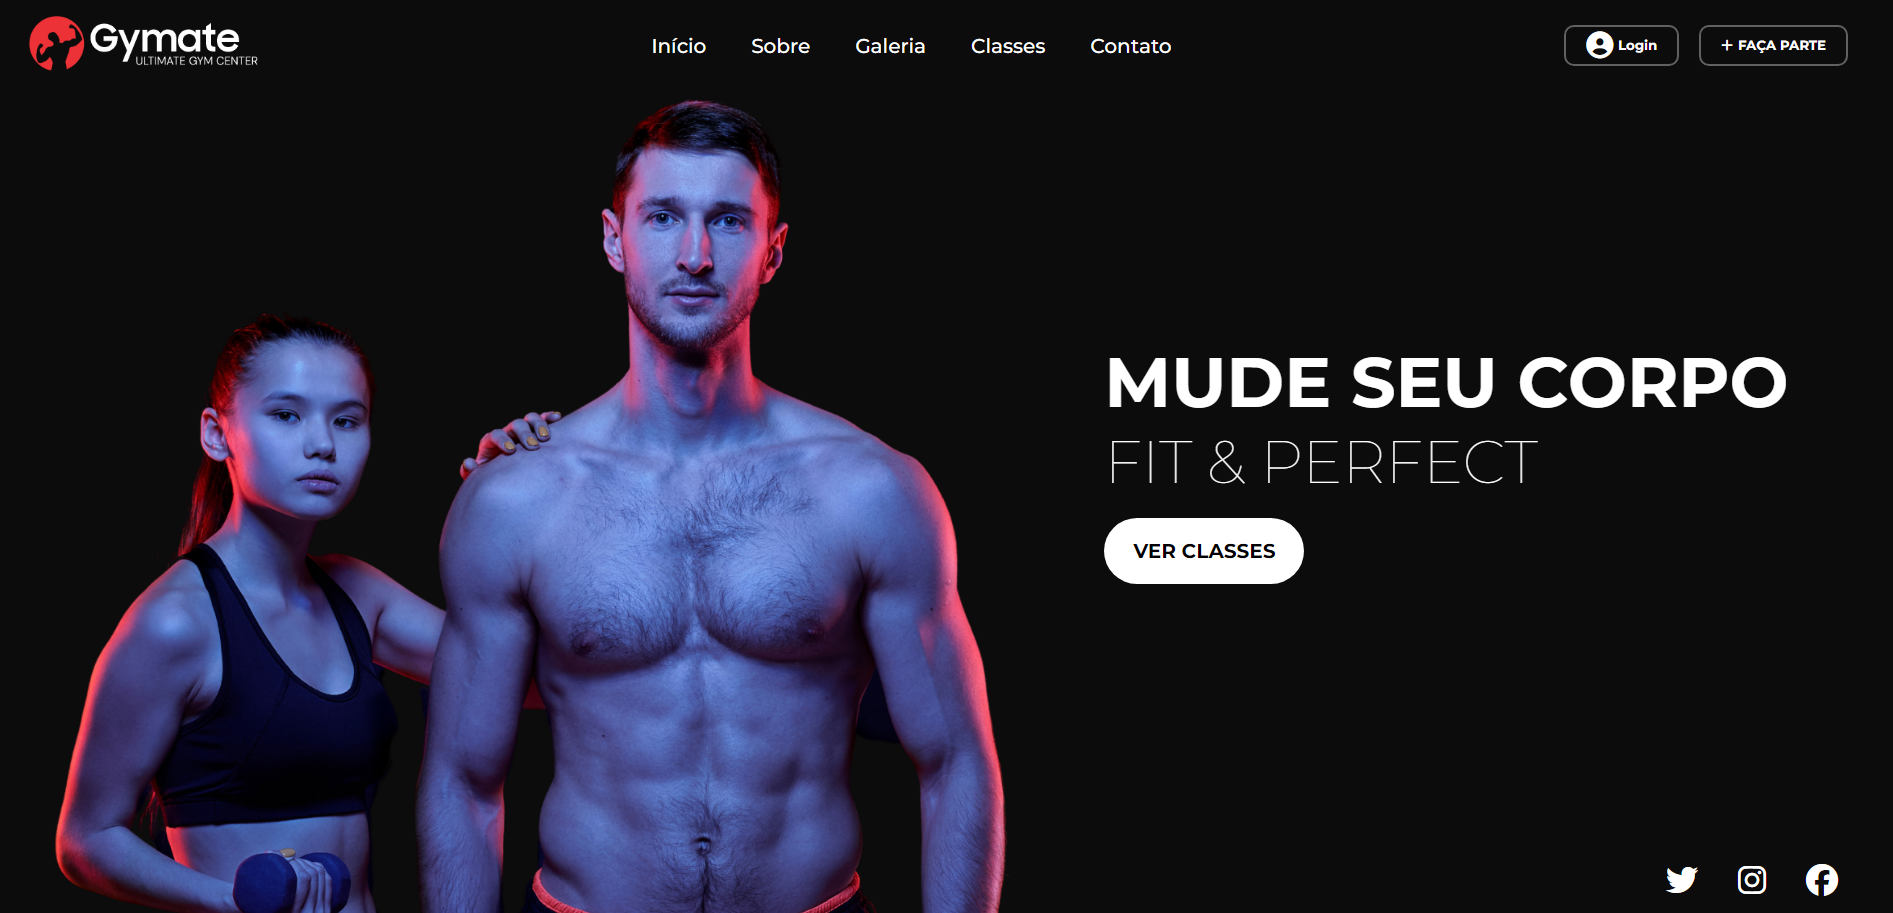 Gymate
ULTIMATE GYM CENTER
Início
Sobre
Galeria
Classes
Contato
Login
+ FAÇA PARTE
MUDE SEU CORPO
FIT & PERFECT
VER CLASSES